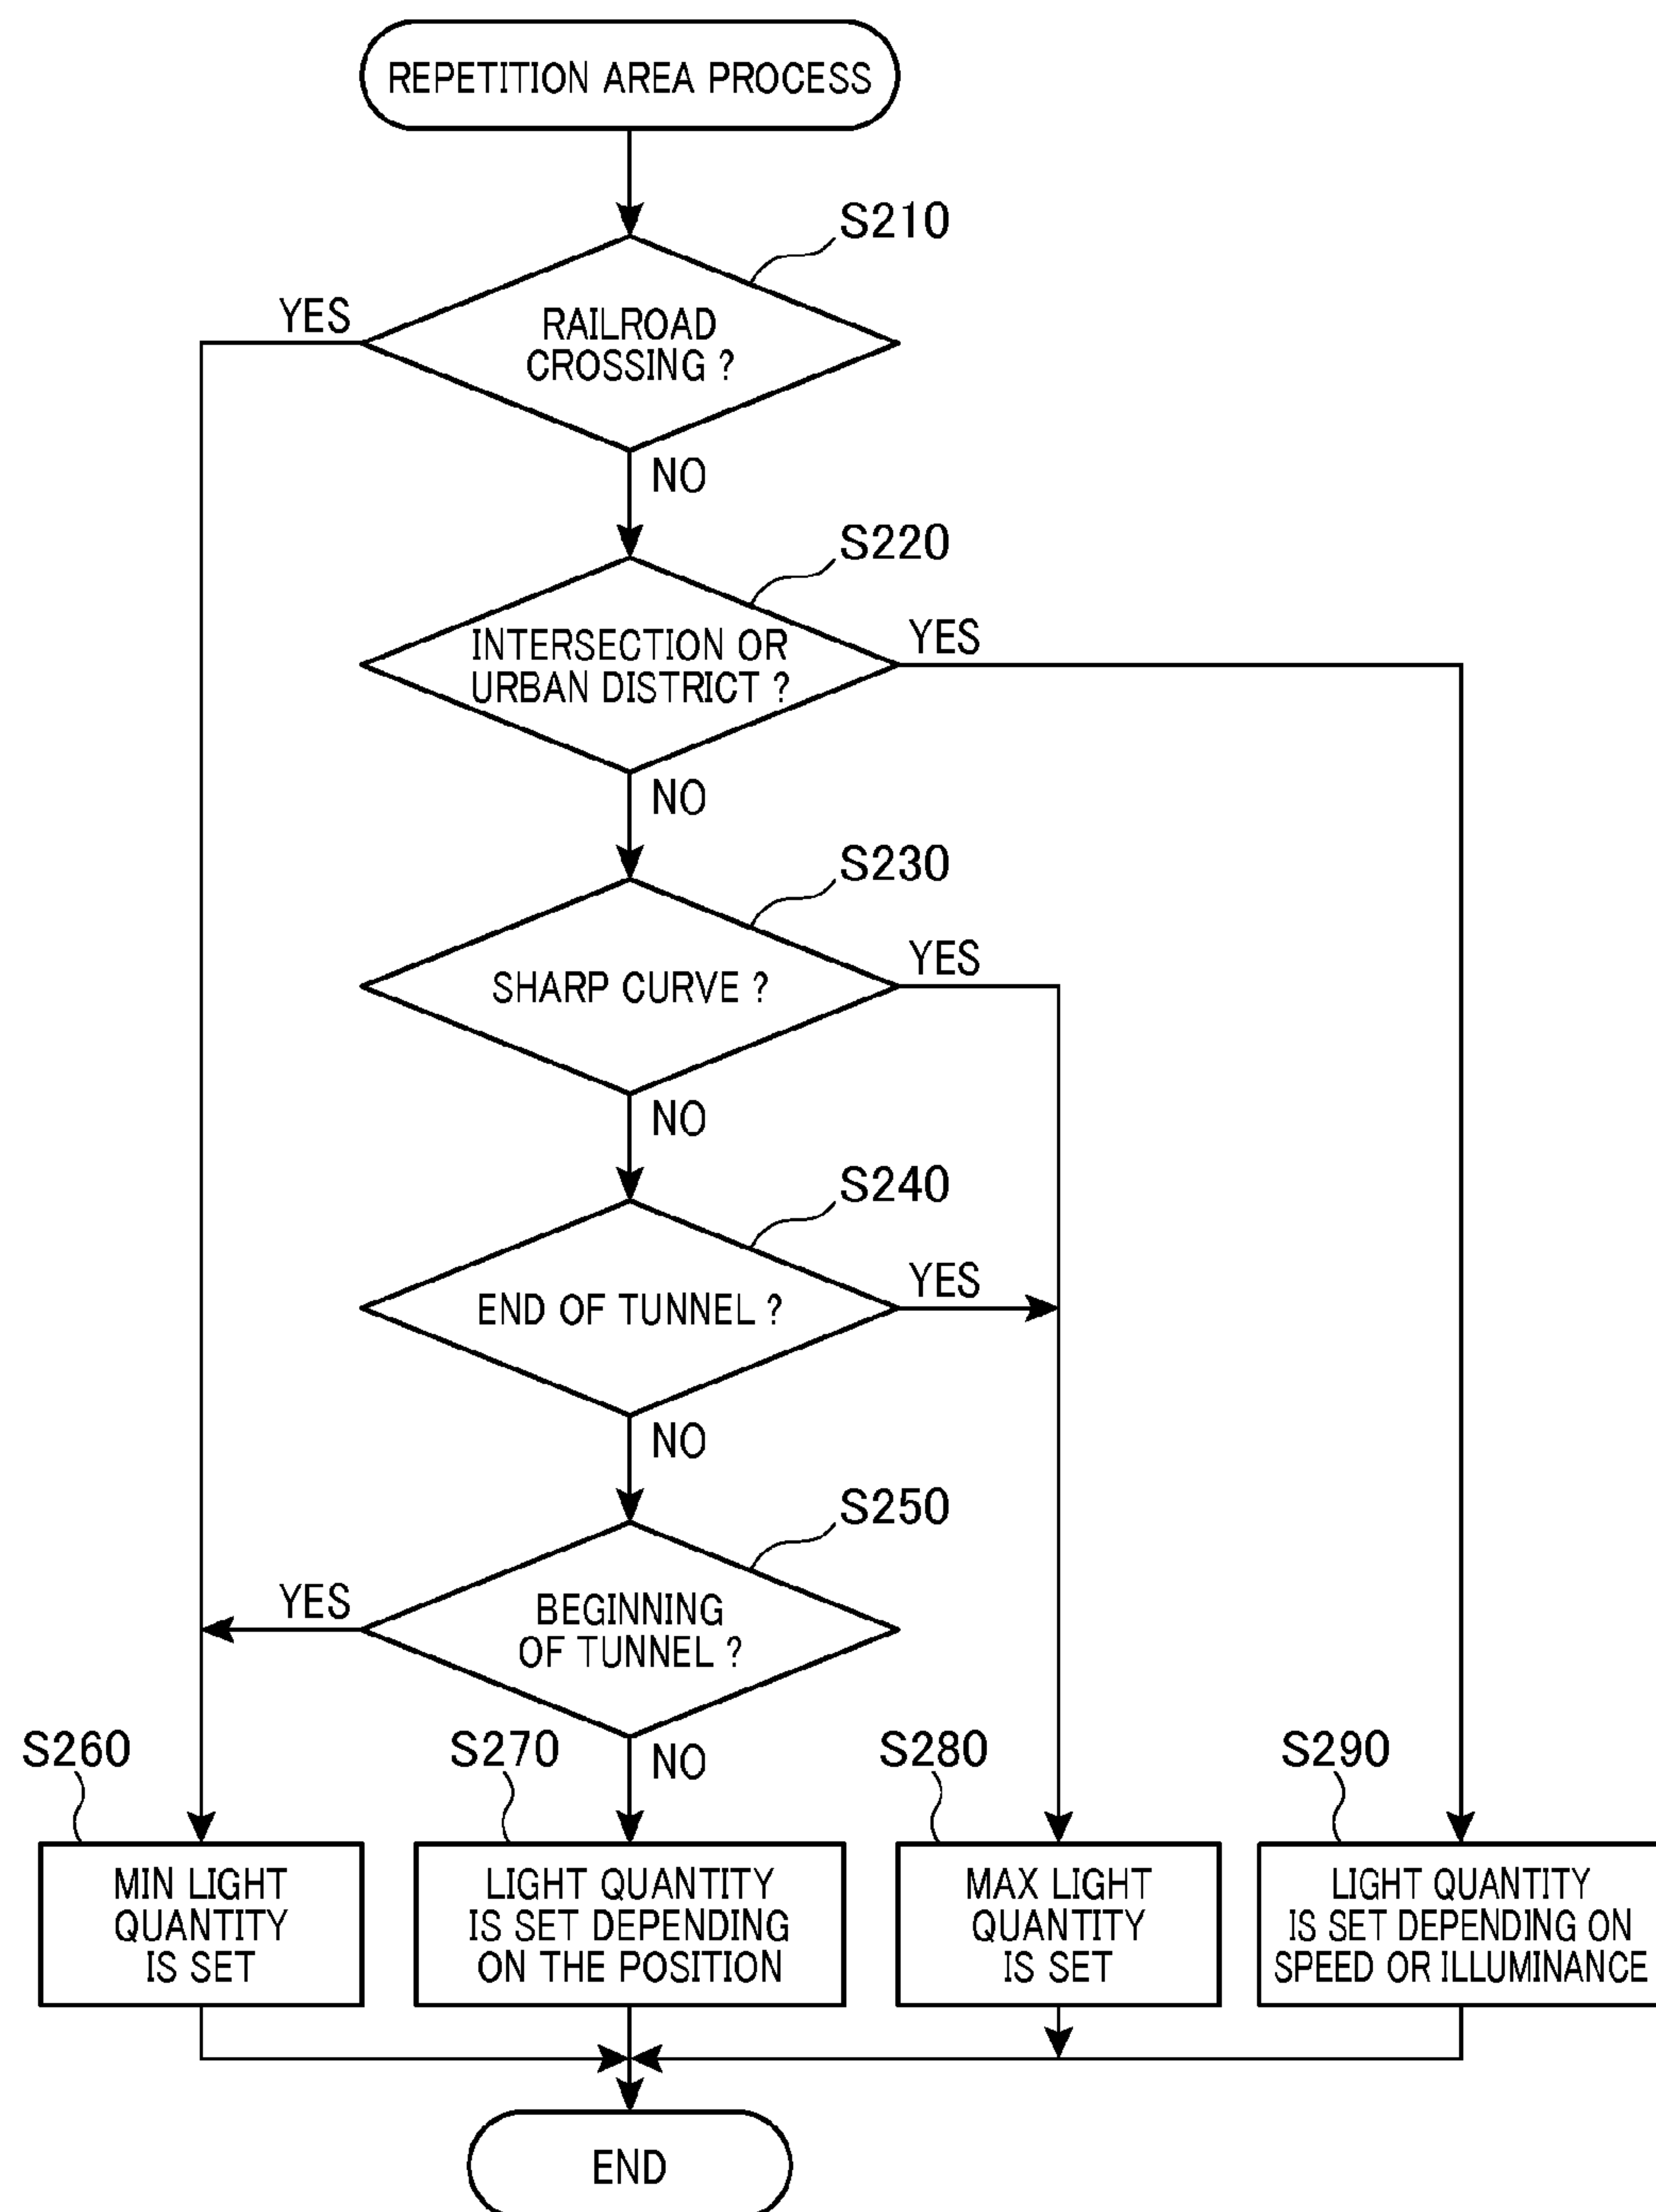 REPETITION AREA PROCESS
S210
YES
RAILROAD
CROSSING ?
NO
S220
YES
INTERSECTION OR
URBAN DISTRICT ?
NO
S230
YES
SHARP CURVE ?
NO
S240
YES
END OF TUNNEL ?
NO
S250
YES
BEGINNING
OF TUNNEL ?
NO
S260
MIN LIGHT
QUANTITY
IS SET
S270
LIGHT QUANTITY
IS SET DEPENDING
ON THE POSITION
S280
MAX LIGHT
QUANTITY
IS SET
S290
LIGHT QUANTITY
IS SET DEPENDING ON
SPEED OR ILLUMINANCE
END